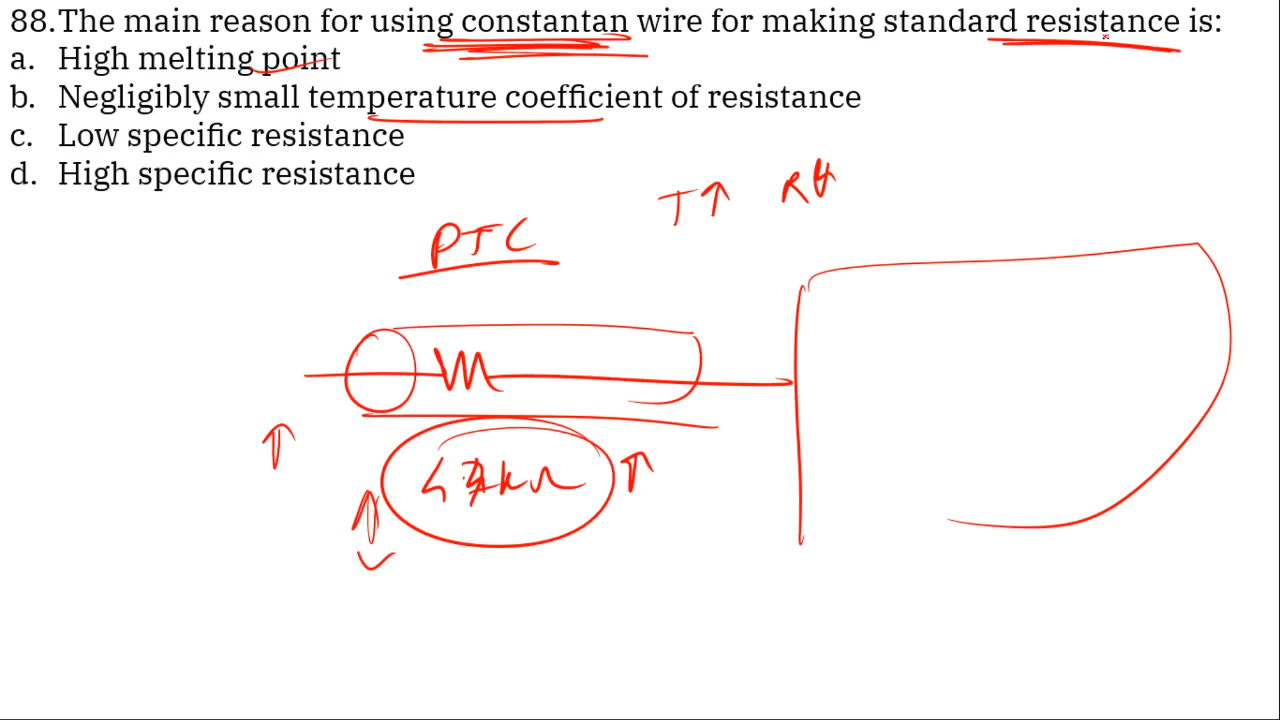 88.The main reason for using constantan wire for making standard resistance is:
a. High melting point
b. Negligibly small temperature coefficient of resistance
c. Low specific resistance
d. High specific resistance
T↑ R
PTC